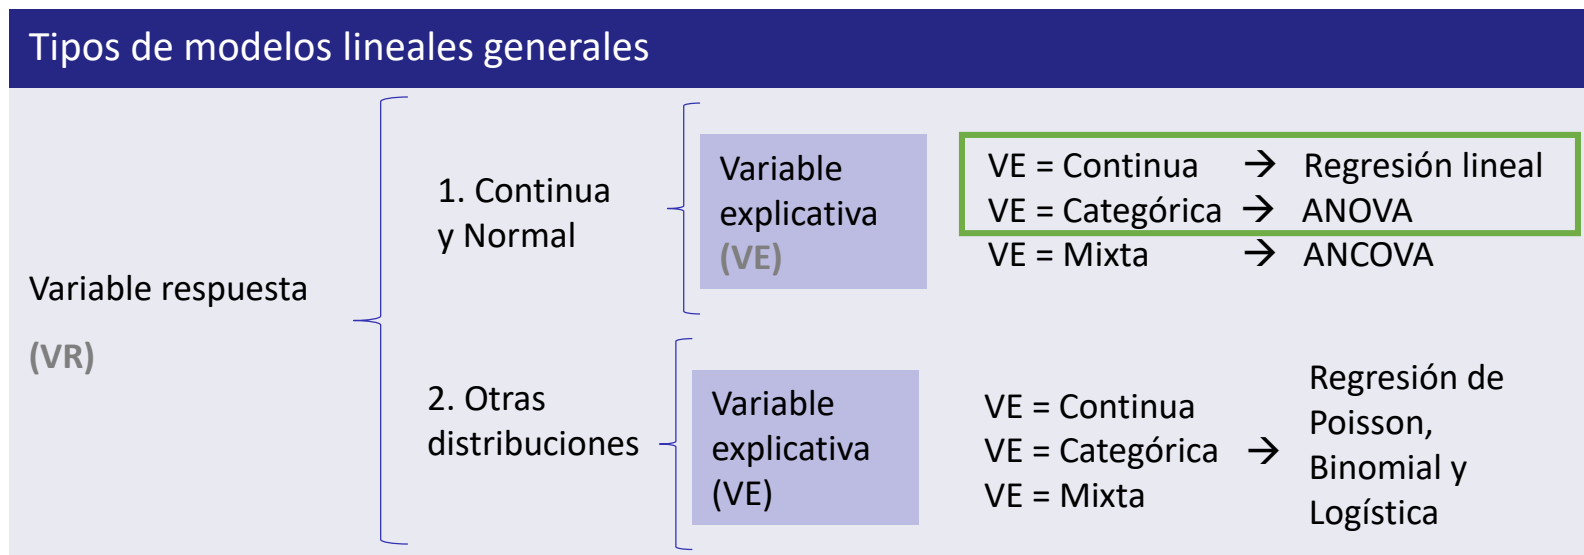 Tipos de modelos lineales generales
Variable respuesta
(VR)
1. Continua
y Normal
Variable
explicativa
(VE)
VE = Continua → Regresión lineal
VE = Categórica → ANOVA
VE = Mixta → ANCOVA
2. Otras
distribuciones
Variable
explicativa
(VE)
VE = Continua
VE = Categórica →
VE = Mixta
Regresión de
Poisson,
Binomial y
Logística